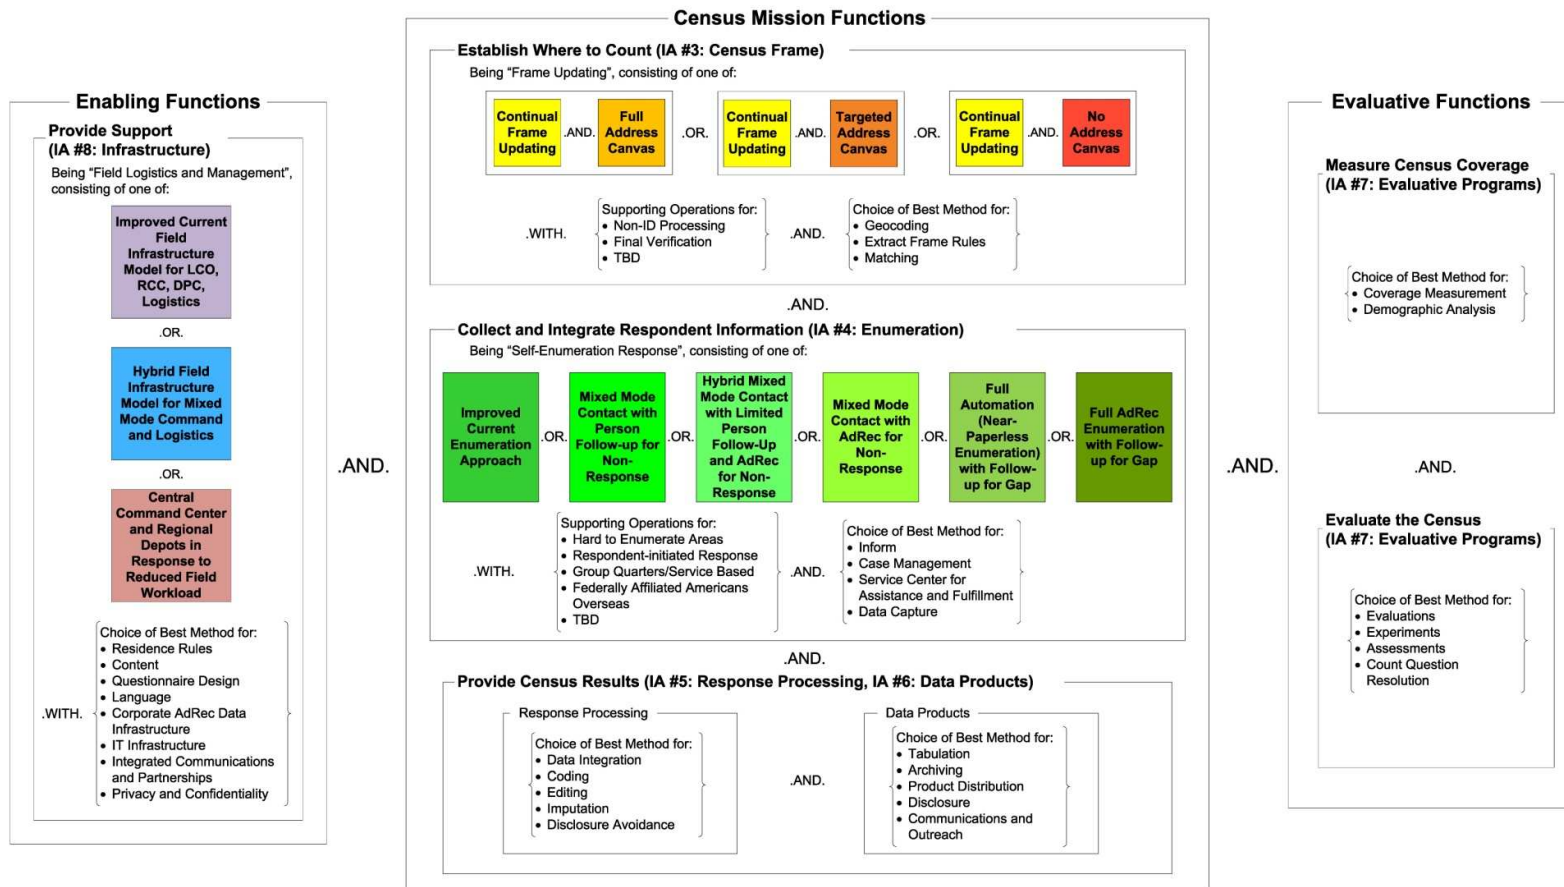 Enabling Functions
Provide Support
(IA #8: Infrastructure)
Being “Field Logistics and Management”,
consisting of one of:
Improved Current
Field
Infrastructure
Model for LCO,
RCC, DPC,
Logistics
.OR.
Hybrid Field
Infrastructure
Model for Mixed
Mode Command
and Logistics
.OR.
Central
Command Center
and Regional
Depots in
Response to
Reduced Field
Workload
.WITH.
Choice of Best Method for:
• Residence Rules
• Content
• Questionnaire Design
• Language
• Corporate AdRec Data
Infrastructure
• IT Infrastructure
• Integrated Communications
and Partnerships
• Privacy and Confidentiality
.AND.
Census Mission Functions
Establish Where to Count (IA #3: Census Frame)
Being “Frame Updating”, consisting of one of:
Continual
Frame
Updating
.AND.
Full
Address
Canvas
.OR.
Continual
Frame
Updating
.AND.
Targeted
Address
Canvas
.OR.
Continual
Frame
Updating
.AND.
No
Address
Canvas
.WITH.
Supporting Operations for:
• Non-ID Processing
• Final Verification
• TBD
.AND.
Choice of Best Method for:
• Geocoding
• Extract Frame Rules
• Matching
.AND.
Collect and Integrate Respondent Information (IA #4: Enumeration)
Being “Self-Enumeration Response”, consisting of one of:
Improved
Current
Enumeration
Approach
.OR.
Mixed Mode
Contact with
Person
Follow-up for
Non-
Response
.OR.
Hybrid Mixed
Mode Contact
with Limited
Person
Follow-Up
and AdRec
for Non-
Response
.OR.
Mixed Mode
Contact with
AdRec for
Non-
Response
.OR.
Full
Automation
(Near-
Paperless
Enumeration)
with Follow-
up for Gap
.OR.
Full AdRec
Enumeration
with Follow-
up for Gap
.WITH.
Supporting Operations for:
• Hard to Enumerate Areas
• Respondent-initiated Response
• Group Quarters/Service Based
• Federally Affiliated Americans
Overseas
• TBD
.AND.
Choice of Best Method for:
• Inform
• Case Management
• Service Center for
Assistance and Fulfillment
• Data Capture
.AND.
Provide Census Results (IA #5: Response Processing, IA #6: Data Products)
Response Processing
Choice of Best Method for:
• Data Integration
• Coding
• Editing
• Imputation
• Disclosure Avoidance
.AND.
Data Products
Choice of Best Method for:
• Tabulation
• Archiving
• Product Distribution
• Disclosure
• Communications and
Outreach
.AND.
Evaluative Functions
Measure Census Coverage
(IA #7: Evaluative Programs)
Choice of Best Method for:
• Coverage Measurement
• Demographic Analysis
.AND.
Evaluate the Census
(IA #7: Evaluative Programs)
Choice of Best Method for:
• Evaluations
• Experiments
• Assessments
• Count Question
Resolution